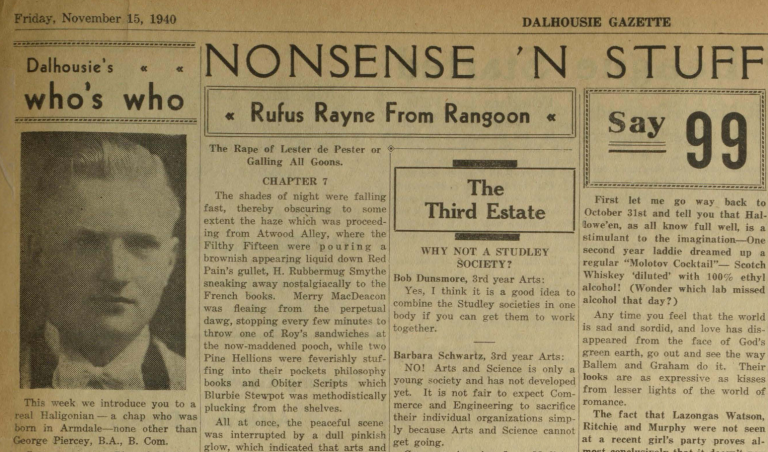 Friday, November 15, 1940
DALHOUSIE GAZETTE
NONSENSE 'N STUFF
Dalhousie's « «
who's who
This week we introduce you to a
real Haligonian — a chap who was
born in Armdale—none other than
George Piercey, B.A., B. Com.
« Rufus Rayne From Rangoon «
The Rape of Lester de Pester or
Galling All Goons.
CHAPTER 7
The shades of night were falling
fast, thereby obscuring to some
extent the haze which was proceed-
ing from Atwood Alley, where the
Filthy Fifteen were pouring a
brownish appearing liquid down Red
Pain's gullet, H. Rubbermug Smythe
sneaking away nostalgiacally to the
French books. Merry MacDeacon
was fleaing from the perpetual
dawg, stopping every few minutes to
throw one of Roy's sandwiches at
the now-maddened pooch, while two
Pine Hellions were feverishly stuf-
fing into their pockets philosophy
books and Obiter Scripts which
Blurbie Stewpot was methodistically
plucking from the shelves.
All at once, the peaceful scene
was interrupted by a dull pinkish
glow, which indicated that arts and
The
Third Estate
WHY NOT A STUDLEY
SOCIETY?
Bob Dunsmore, 3rd year Arts:
Yes, I think it is a good idea to
combine the Studley societies in one
body if you can get them to work
together.
Barbara Schwartz, 3rd year Arts:
NO! Arts and Science is only a
young society and has not developed
yet. It is not fair to expect Com-
merce and Engineering to sacrifice
their individual organizations simp-
ly because Arts and Science cannot
get going.
Say 99
First let me go way back to
October 31st and tell you that Hal-
lowe'en, as all know full well, is a
stimulant to the imagination—One
second year laddie dreamed up a
regular "Molotov Cocktail"— Scotch
Whiskey 'diluted' with 100% ethyl
alcohol! (Wonder which lab missed
alcohol that day?)
Any time you feel that the world
is sad and sordid, and love has dis-
appeared from the face of God's
green earth, go out and see the way
Ballem and Graham do it. Their
looks are as expressive as kisses
from lesser lights of the world of
romance.
The fact that Lazongas Watson,
Ritchie and Murphy were not seen
at a recent girl's party proves al-